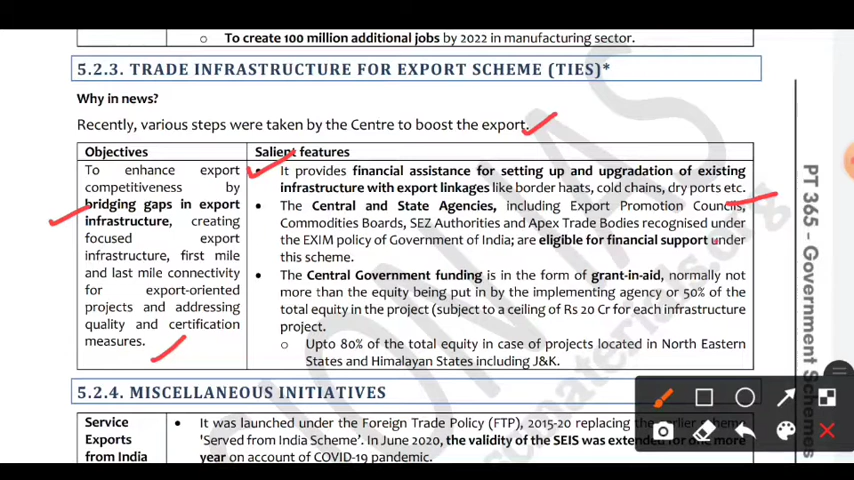 o To create 100 million additional jobs by 2022 in manufacturing sector.
5.2.3. TRADE INFRASTRUCTURE FOR EXPORT SCHEME (TIES)*
Why in news?
Recently, various steps were taken by the Centre to boost the export.
Objectives
To enhance export
competitiveness by
bridging gaps in export
infrastructure, creating
focused export
infrastructure, first mile
and last mile connectivity
for export-oriented
projects and addressing
quality and certification
measures.
Salient features
• It provides financial assistance for setting up and upgradation of existing
infrastructure with export linkages like border haats, cold chains, dry ports etc.
• The Central and State Agencies, including Export Promotion Councils,
Commodities Boards, SEZ Authorities and Apex Trade Bodies recognised under
the EXIM policy of Government of India; are eligible for financial support under
this scheme.
• The Central Government funding is in the form of grant-in-aid, normally not
more than the equity being put in by the implementing agency or 50% of the
total equity in the project (subject to a ceiling of Rs 20 Cr for each infrastructure
project.
o Upto 80% of the total equity in case of projects located in North Eastern
States and Himalayan States including J&K.
5.2.4. MISCELLANEOUS INITIATIVES
Service
Exports
from India
• It was launched under the Foreign Trade Policy (FTP), 2015-20 replacing the earlier scheme
'Served from India Scheme'. In June 2020, the validity of the SEIS was extended for one more
year on account of COVID-19 pandemic.
PT 365 - Government Schemes